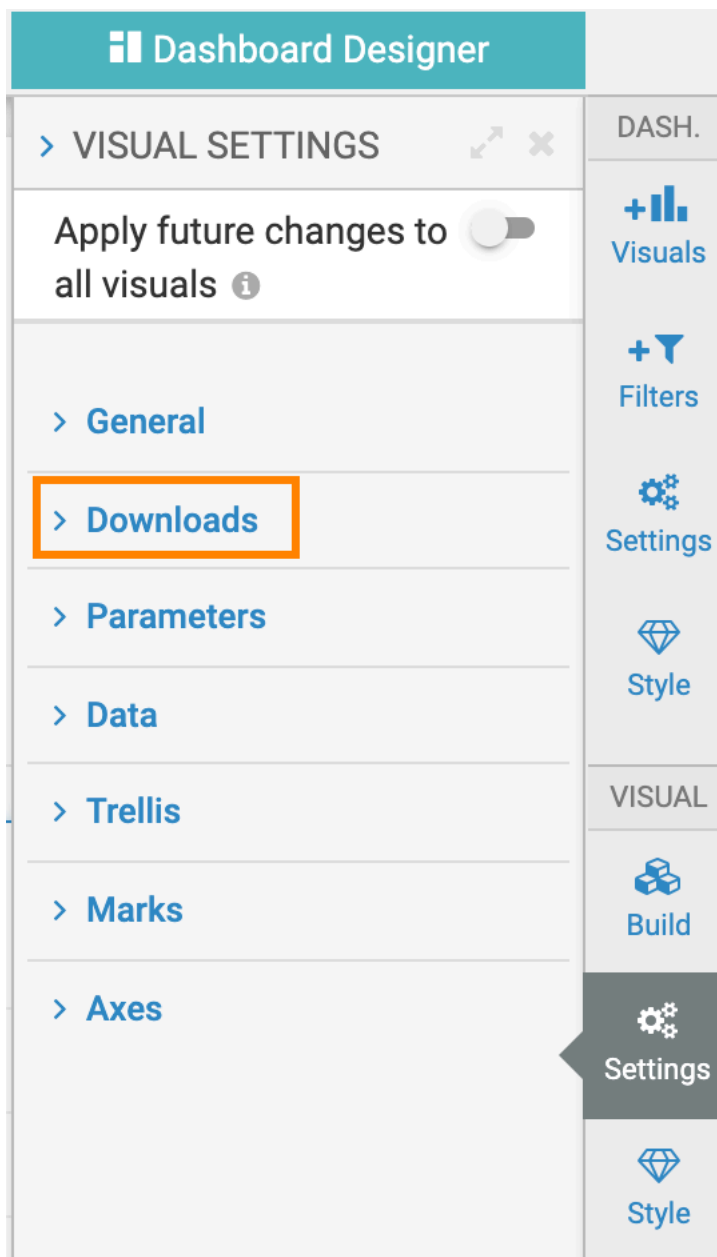 Dashboard Designer
VISUAL SETTINGS
Apply future changes to
all visuals
General
Downloads
Parameters
Data
Trellis
Marks
Axes
DASH.
Visuals
Filters
Settings
Style
VISUAL
Build
Settings
Style